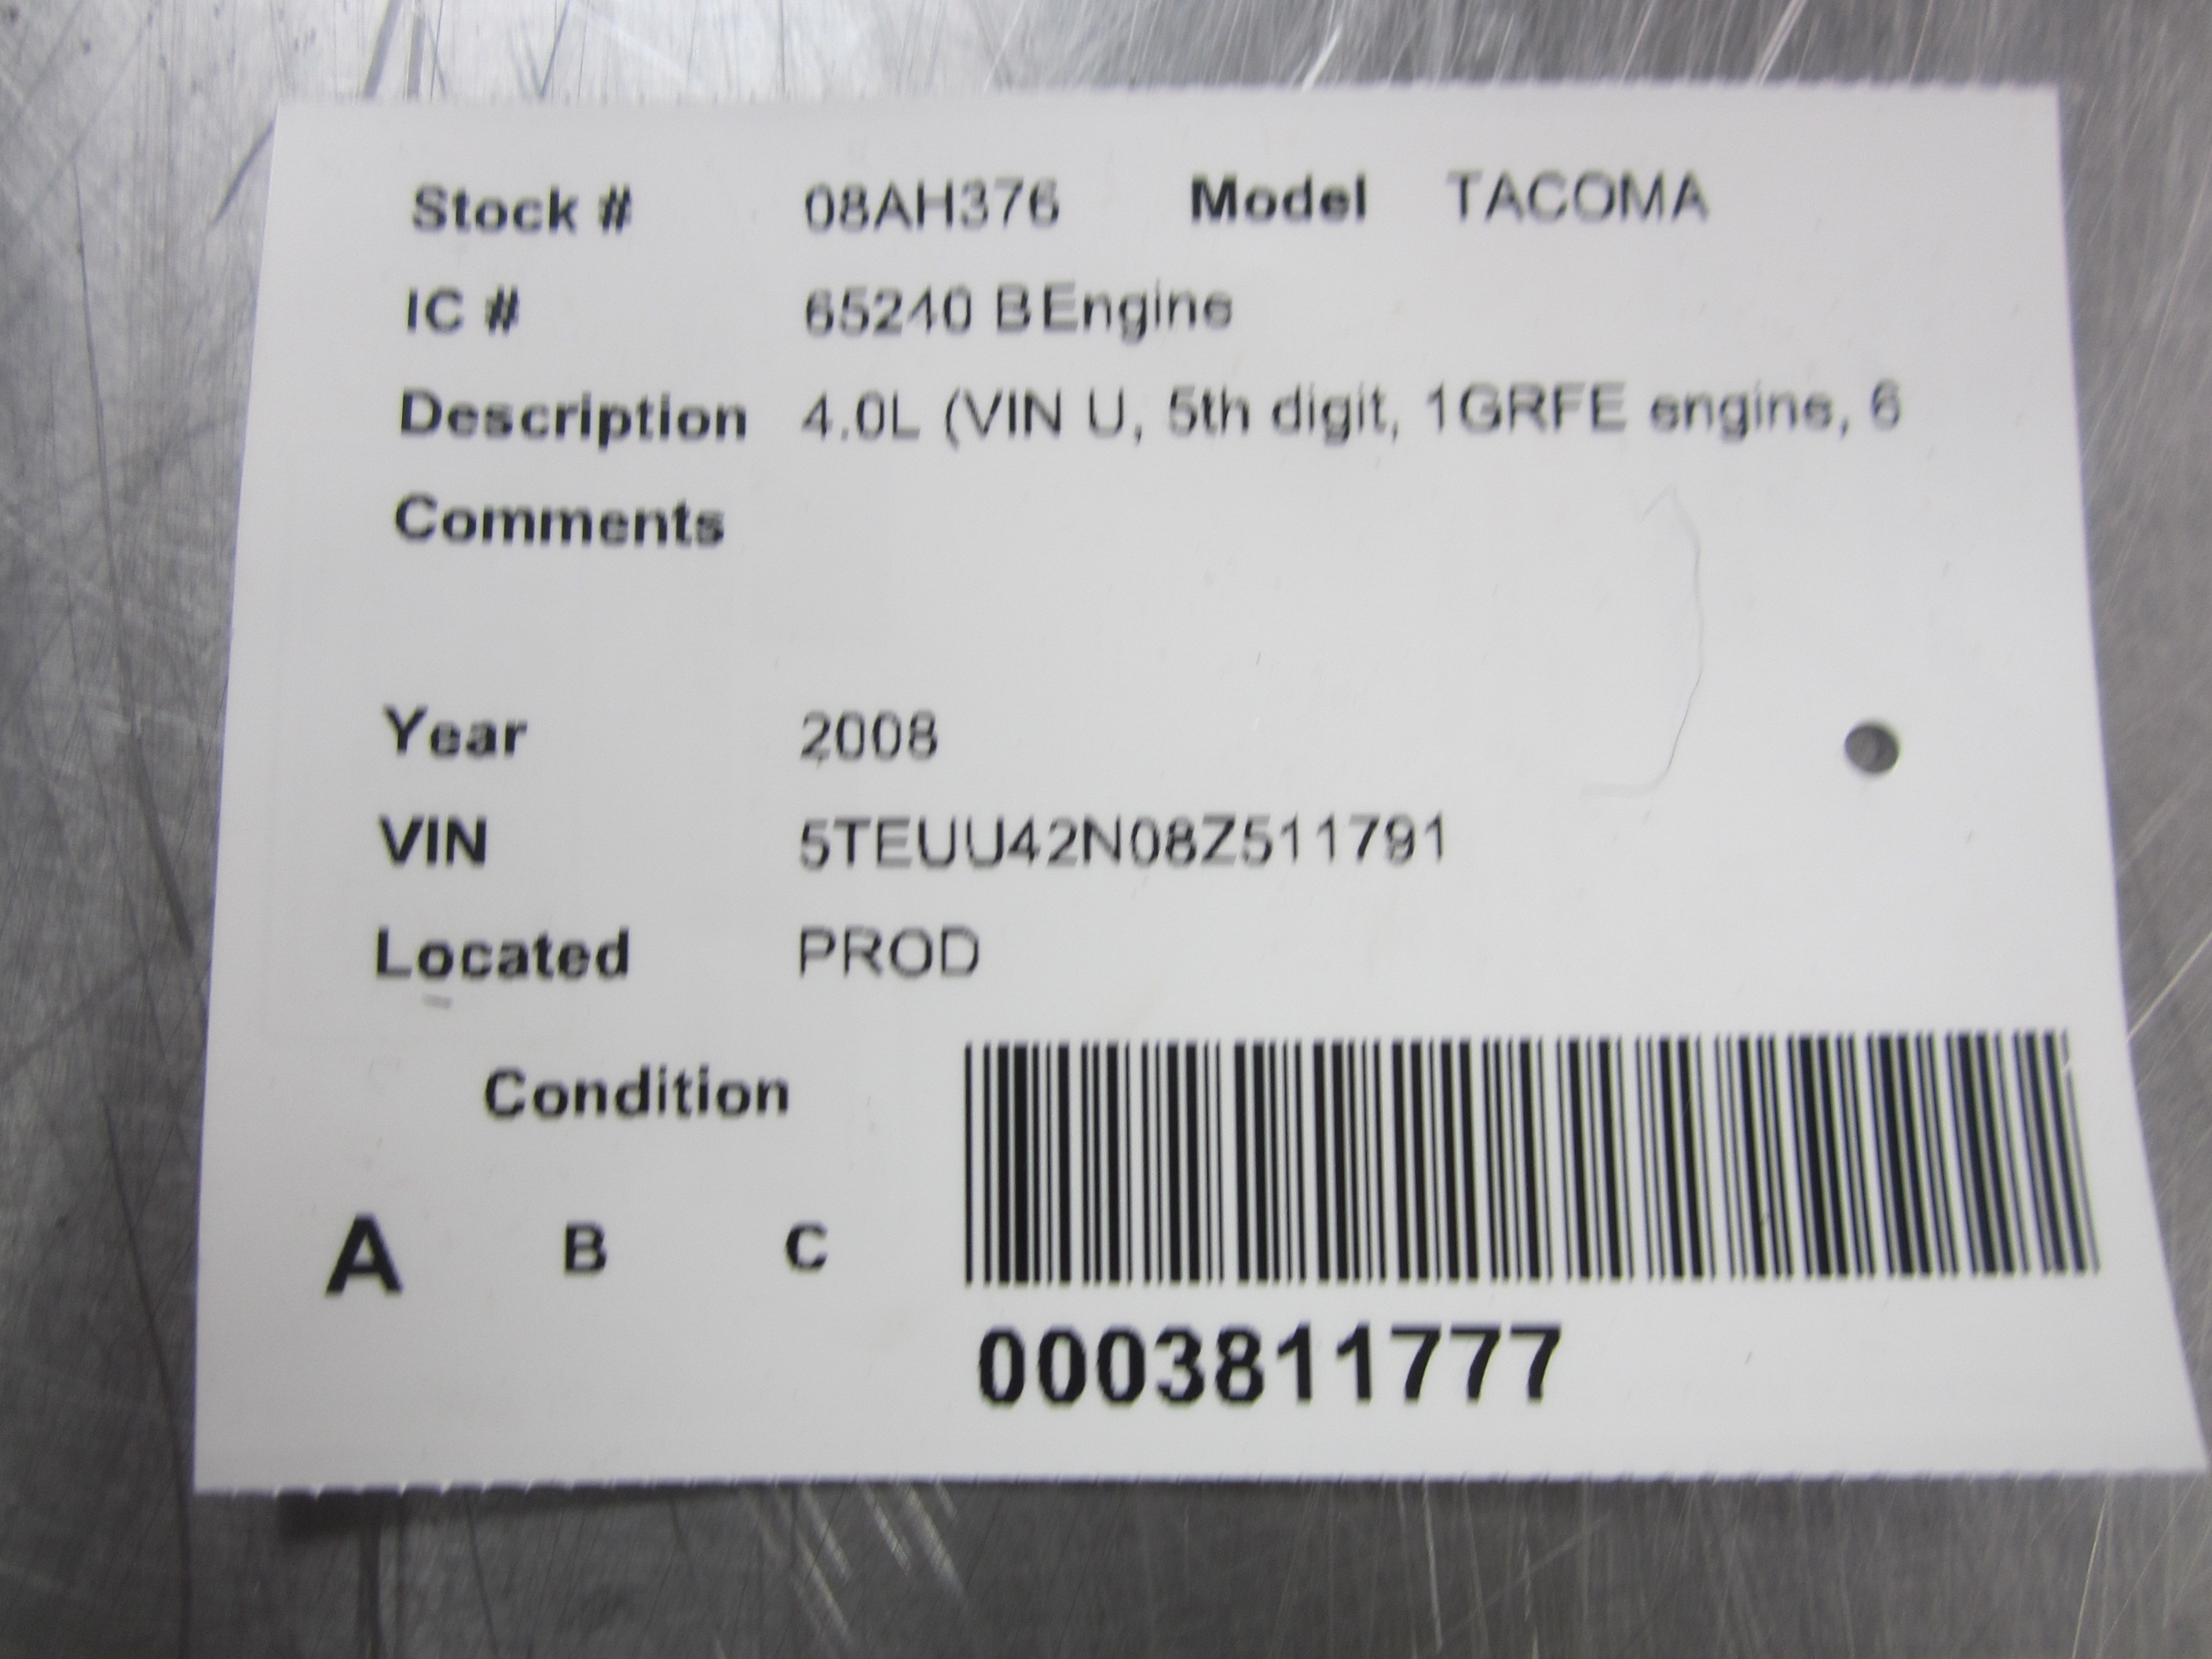 Stock # 08AH376 Model TACOMA
IC # 65240 BEngine
Description 4.0L (VIN U, 5th digit, 1GRFE engine, 6
Comments
Year 2008
VIN 5TEUU42N08Z511791
Located PROD
Condition
A B C
0003811777